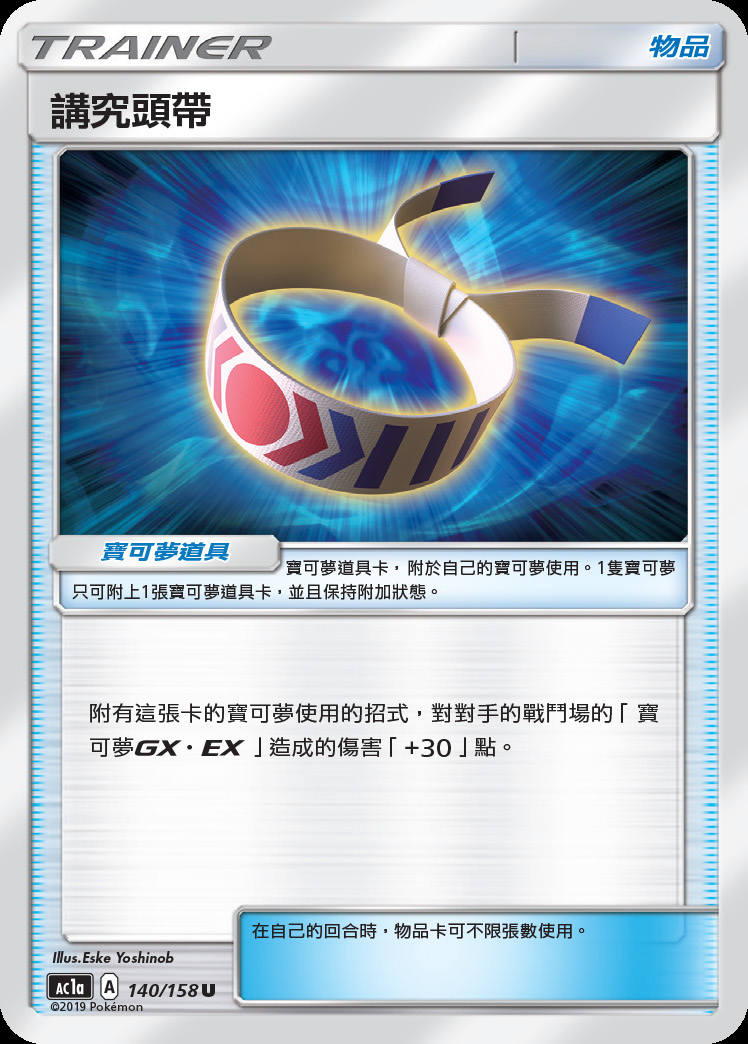 TRAINER 物品
講究頭帶
寶可夢道具
寶可夢道具卡，附於自己的寶可夢使用。1隻寶可夢
只可附上1張寶可夢道具卡，並且保持附加狀態。
附有這張卡的寶可夢使用的招式，對對手的戰鬥場的「寶
可夢GX・EX」造成的傷害「+30」點。
在自己的回合時，物品卡可不限張數使用。
Illus.Eske Yoshinob
AC1a A 140/158 U
©2019 Pokémon